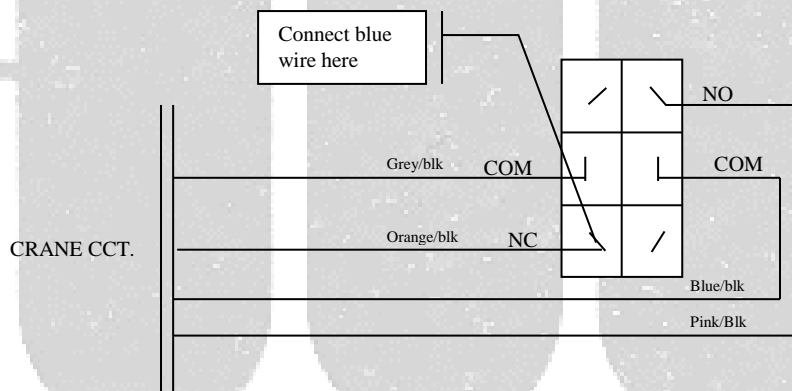 Connect blue
wire here
NO
Grey/blk
COM
COM
CRANE CCT.
Orange/blk
NC
Blue/blk
Pink/Blk